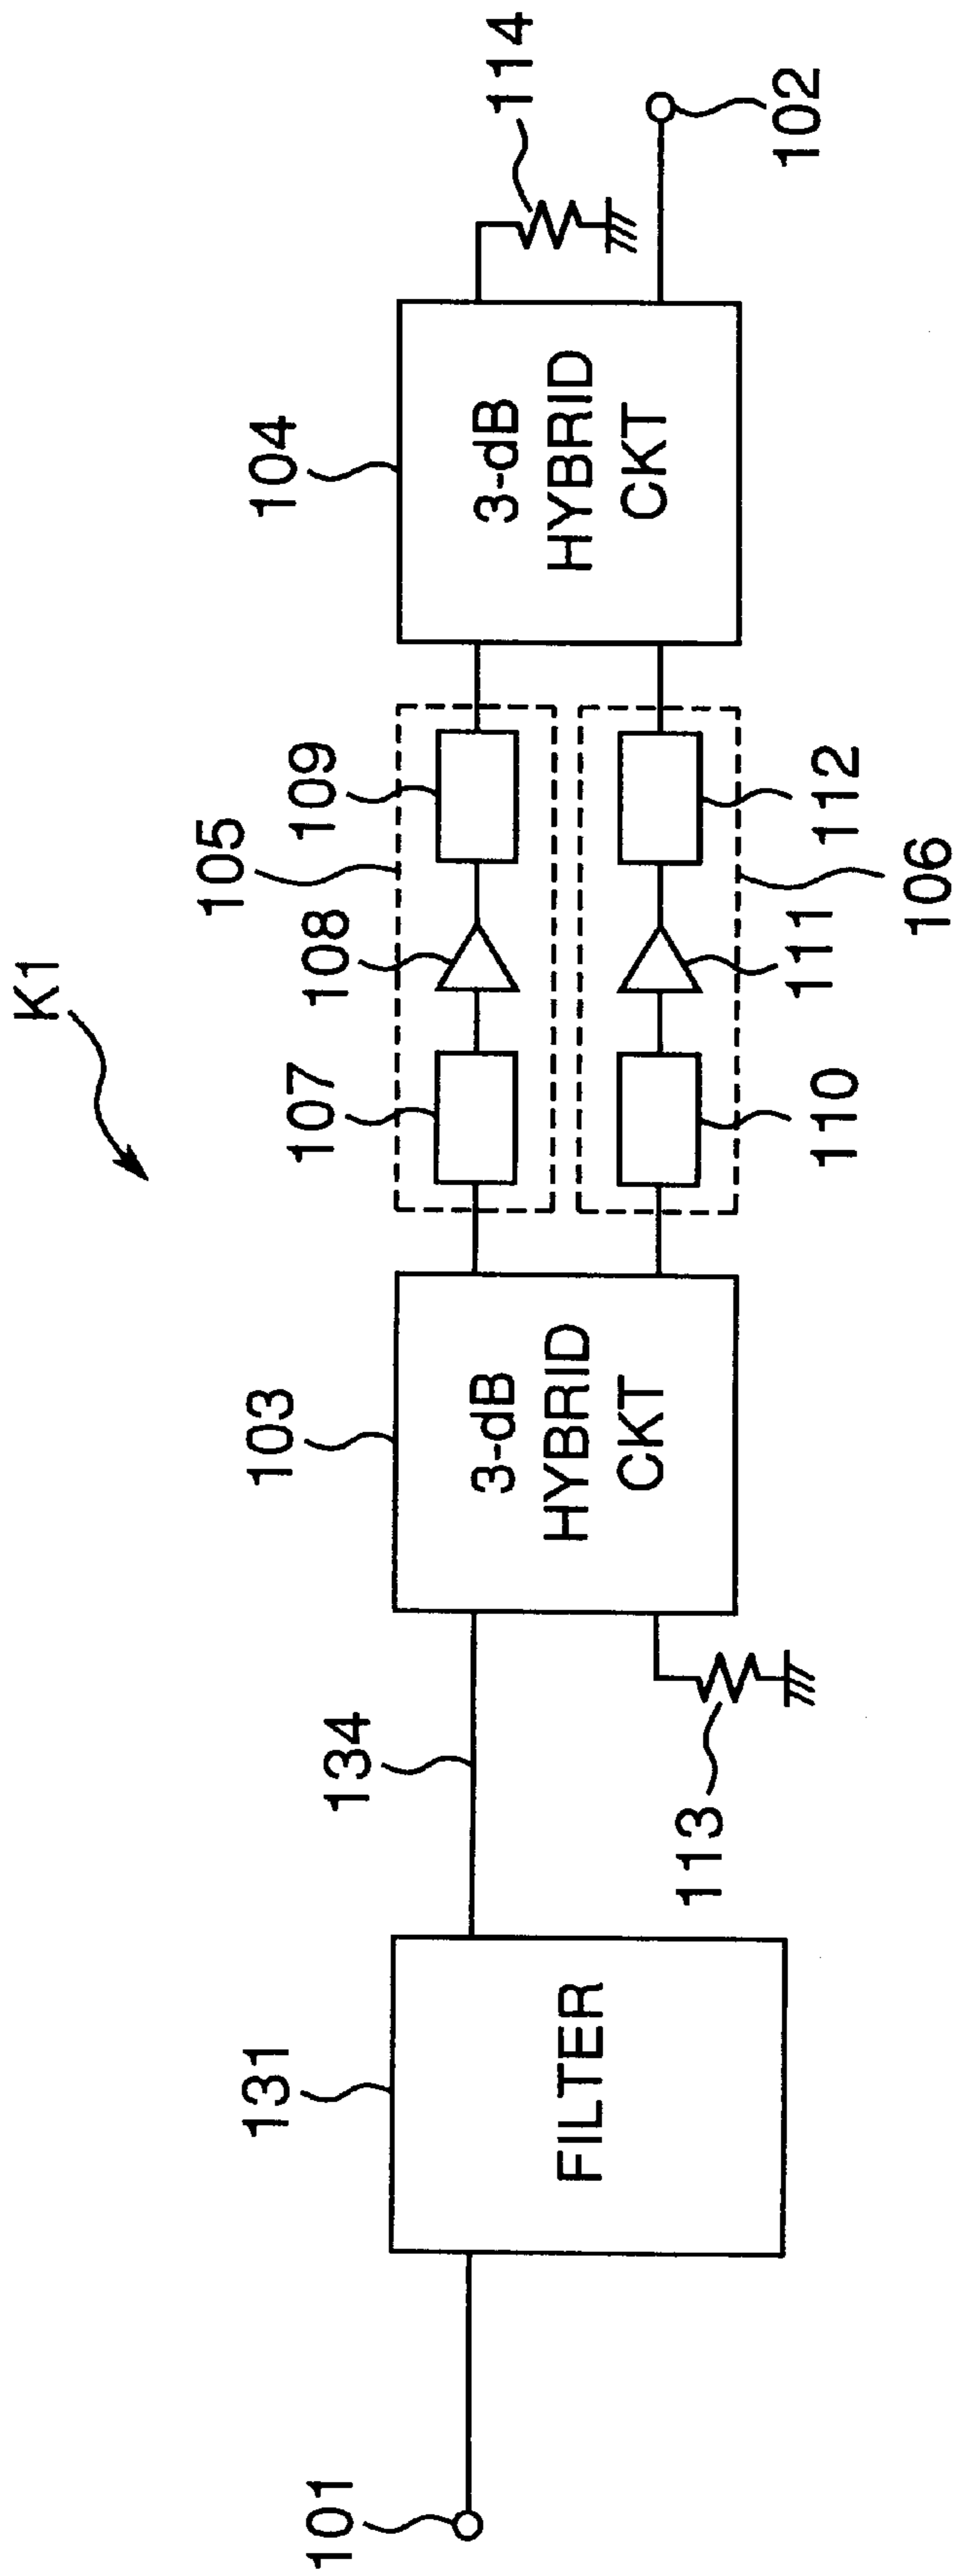 K1
101
131
FILTER
134
113
103
3-dB
HYBRID
CKT
105
107
108
109
110
111
112
106
104
3-dB
HYBRID
CKT
114
102